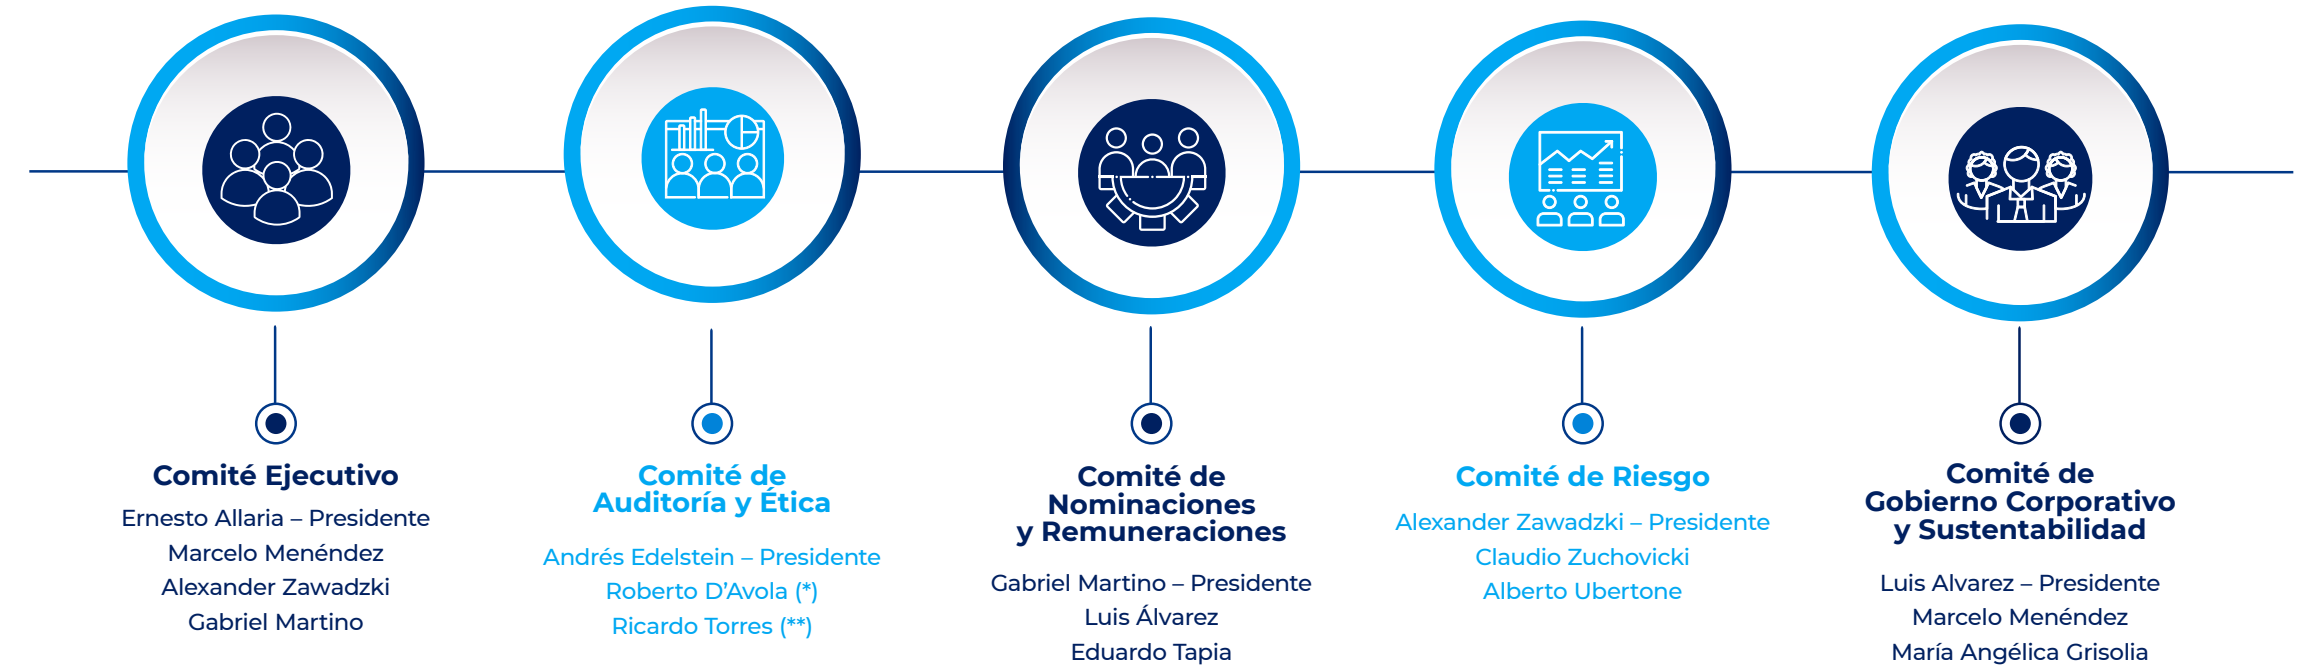 Comité Ejecutivo
Ernesto Allaria – Presidente
Marcelo Menéndez
Alexander Zawadzki
Gabriel Martino
Comité de
Auditoría y Ética
Andrés Edelstein – Presidente
Roberto D’Avola (*)
Ricardo Torres (**)
Comité de
Nominaciones
y Remuneraciones
Gabriel Martino – Presidente
Luis Álvarez
Eduardo Tapia
Comité de Riesgo
Alexander Zawadzki – Presidente
Claudio Zuchovicki
Alberto Ubertone
Comité de
Gobierno Corporativo
y Sustentabilidad
Luis Alvarez – Presidente
Marcelo Menéndez
María Angélica Grisolia